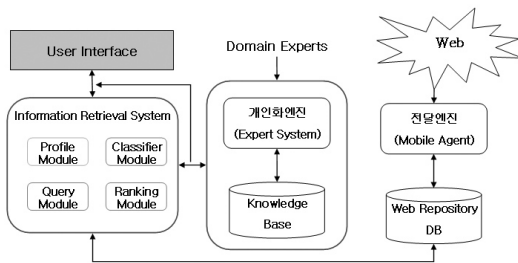 User Interface
Domain Experts
Web
Information Retrieval System
Profile
Module
Classifier
Module
Query
Module
Ranking
Module
개인화엔진
(Expert System)
Knowledge
Base
전달엔진
(Mobile Agent)
Web Repository
DB